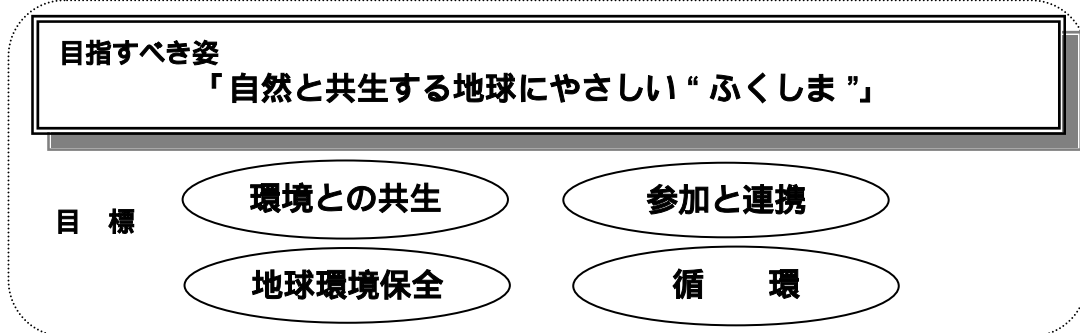 目指すべき姿
「自然と共生する地球にやさしい“ふくしま”」
環境との共生 参加と連携
目 標
地球環境保全 循 環